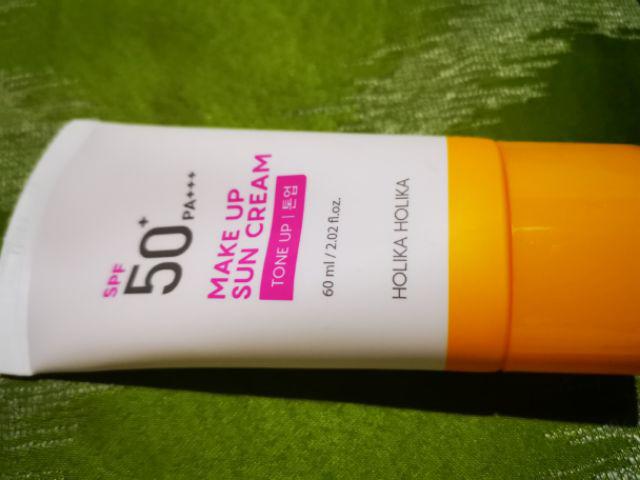 SPF
50+ PA+++
MAKE UP
SUN CREAM
TONE UP | 톤업
60 ml / 2.02 fl.oz.
HOLIKA HOLIKA